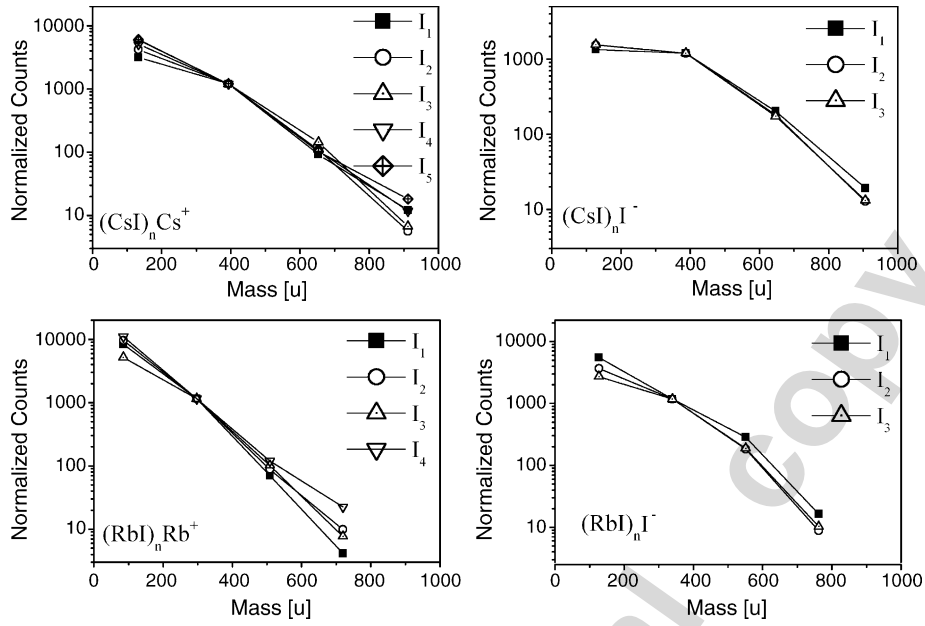 10000
1000
100
10
0 200 400 600 800 1000
Normalized Counts
Mass [u]
I₁
I₂
I₃
I₄
I₅
(CsI)ₙCs⁺
10000
1000
100
10
0 200 400 600 800 1000
Normalized Counts
Mass [u]
I₁
I₂
I₃
(CsI)ₙI⁻
10000
1000
100
10
0 200 400 600 800 1000
Normalized Counts
Mass [u]
I₁
I₂
I₃
I₄
(RbI)ₙRb⁺
10000
1000
100
10
0 200 400 600 800 1000
Normalized Counts
Mass [u]
I₁
I₂
I₃
(RbI)ₙI⁻
copy